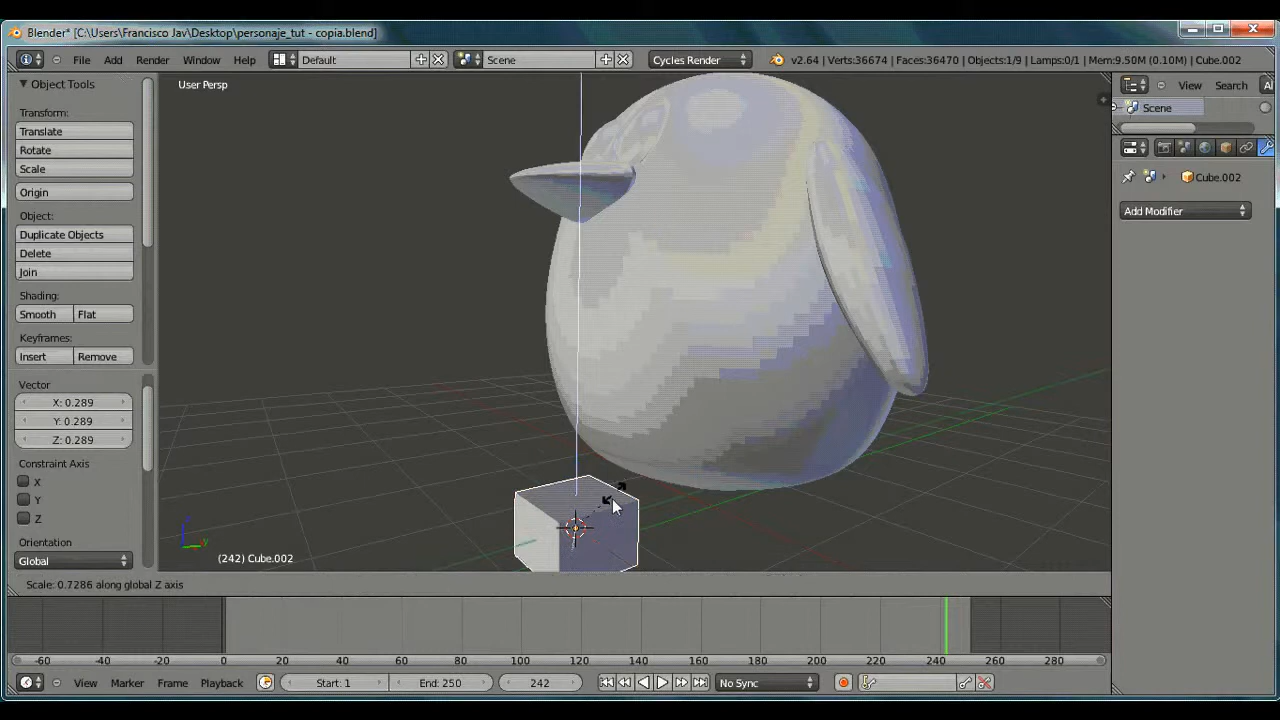 Blender* [C:\Users\Francisco Jav\Desktop\personaje_tut - copia.blend]
File Add Render Window Help Default Scene Cycles Render v2.64 | Verts:36674 | Faces:36470 | Objects:1/9 | Lamps:0/1 | Mem:9.50M (0.10M) | Cube.002
Object Tools
Transform:
Translate
Rotate
Scale
Origin
Object:
Duplicate Objects
Delete
Join
Shading:
Smooth Flat
Keyframes:
Insert Remove
Vector
X: 0.289
Y: 0.289
Z: 0.289
Constraint Axis
X
Y
Z
Orientation
Global
User Persp
(242) Cube.002
View Search Al
Scene
Cube.002
Add Modifier
Scale: 0.7286 along global Z axis
-60 -40 -20 0 20 40 60 80 100 120 140 160 180 200 220 240 260 280
View Marker Frame Playback Start: 1 End: 250 242 No Sync